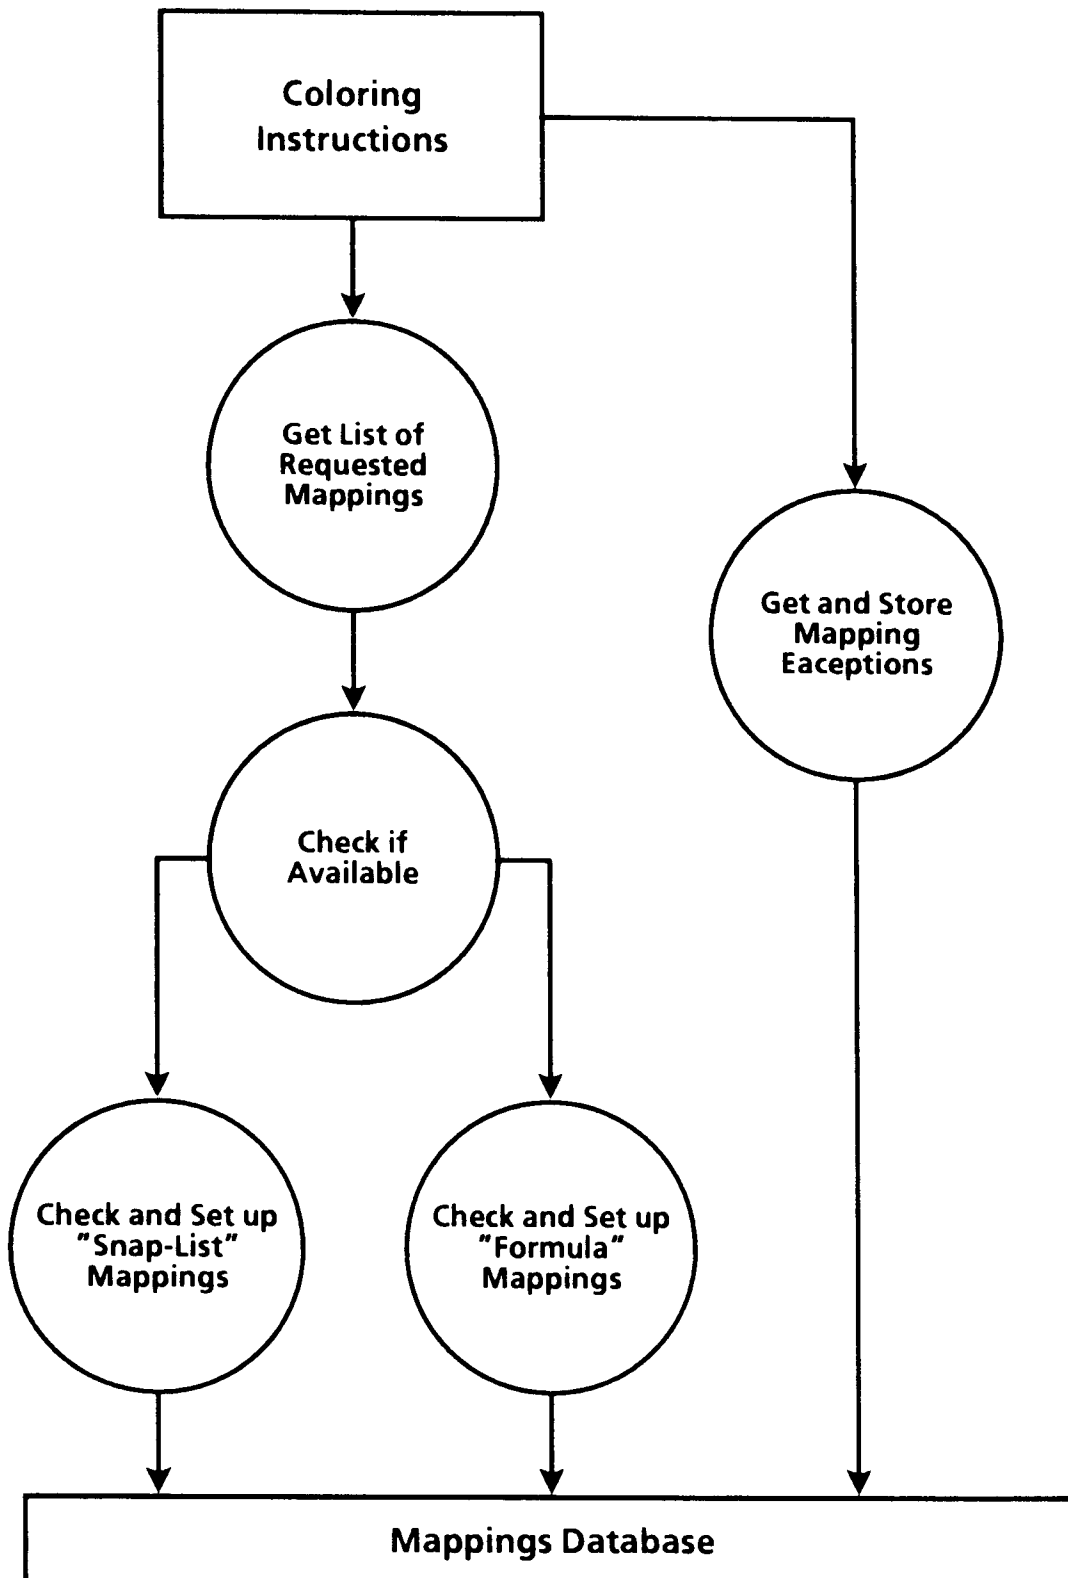 Coloring
Instructions
Get List of
Requested
Mappings
Get and Store
Mapping
Eaceptions
Check if
Available
Check and Set up
"Snap-List"
Mappings
Check and Set up
"Formula"
Mappings
Mappings Database